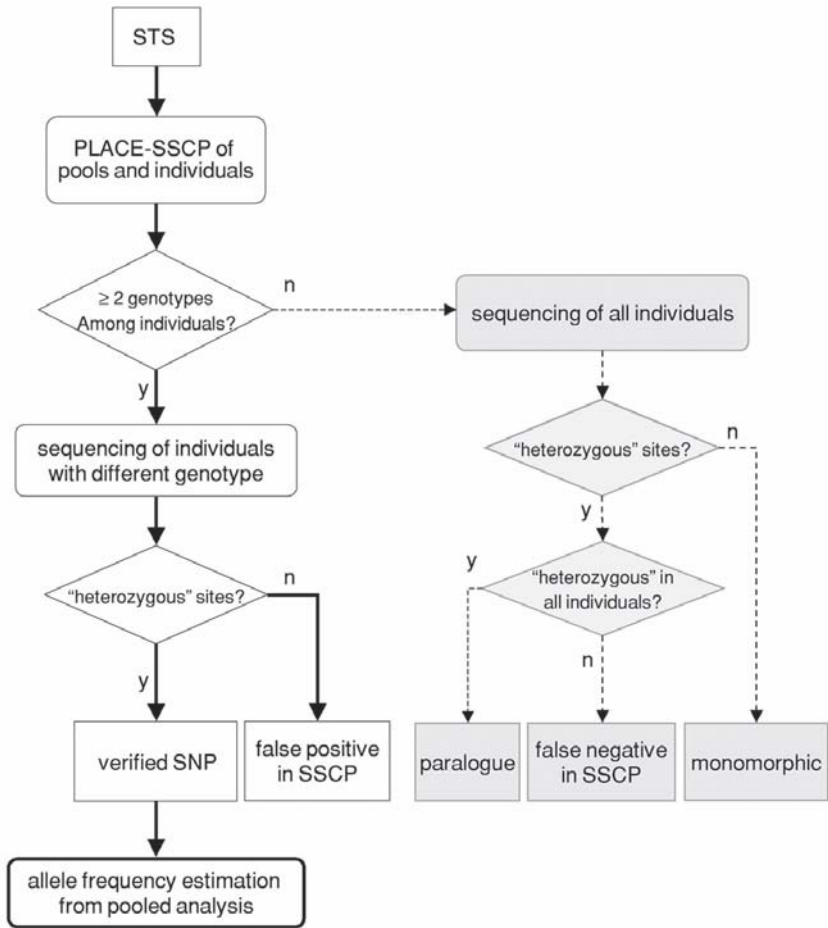 STS
PLACE-SSCP of
pools and individuals
≥ 2 genotypes
Among individuals?
n
y
sequencing of all individuals
sequencing of individuals
with different genotype
"heterozygous" sites?
n
y
"heterozygous" sites?
n
y
"heterozygous" in
all individuals?
y
n
verified SNP
false positive
in SSCP
paralogue
false negative
in SSCP
monomorphic
allele frequency estimation
from pooled analysis